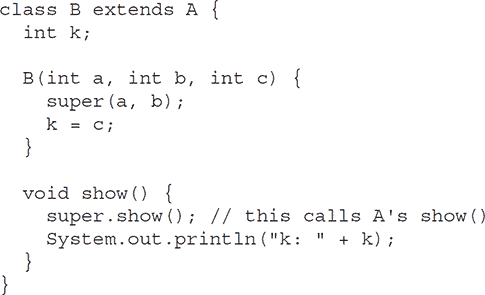 class B extends A {
  int k;

  B(int a, int b, int c) {
    super(a, b);
    k = c;
  }

  void show() {
    super.show(); // this calls A's show()
    System.out.println("k: " + k);
  }
}